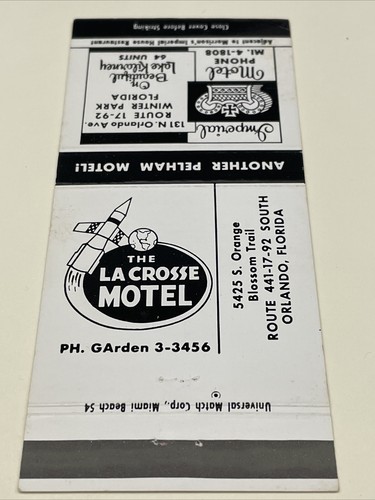 Close Cover Before Striking
Adjacent to Morrison's Imperial House Restaurant
Imperial
Motel
PHONE
MI. 4-1808
131 N. Orlando Ave.
ROUTE 17-92
WINTER PARK
FLORIDA
On
Beautiful
Lake Killarney
64 UNITS
ANOTHER PELHAM MOTEL!
THE
LA CROSSE
MOTEL
PH. GArden 3-3456
5425 S. Orange
Blossom Trail
ROUTE 441-17-92 SOUTH
ORLANDO, FLORIDA
Universal Match Corp., Miami Beach 54